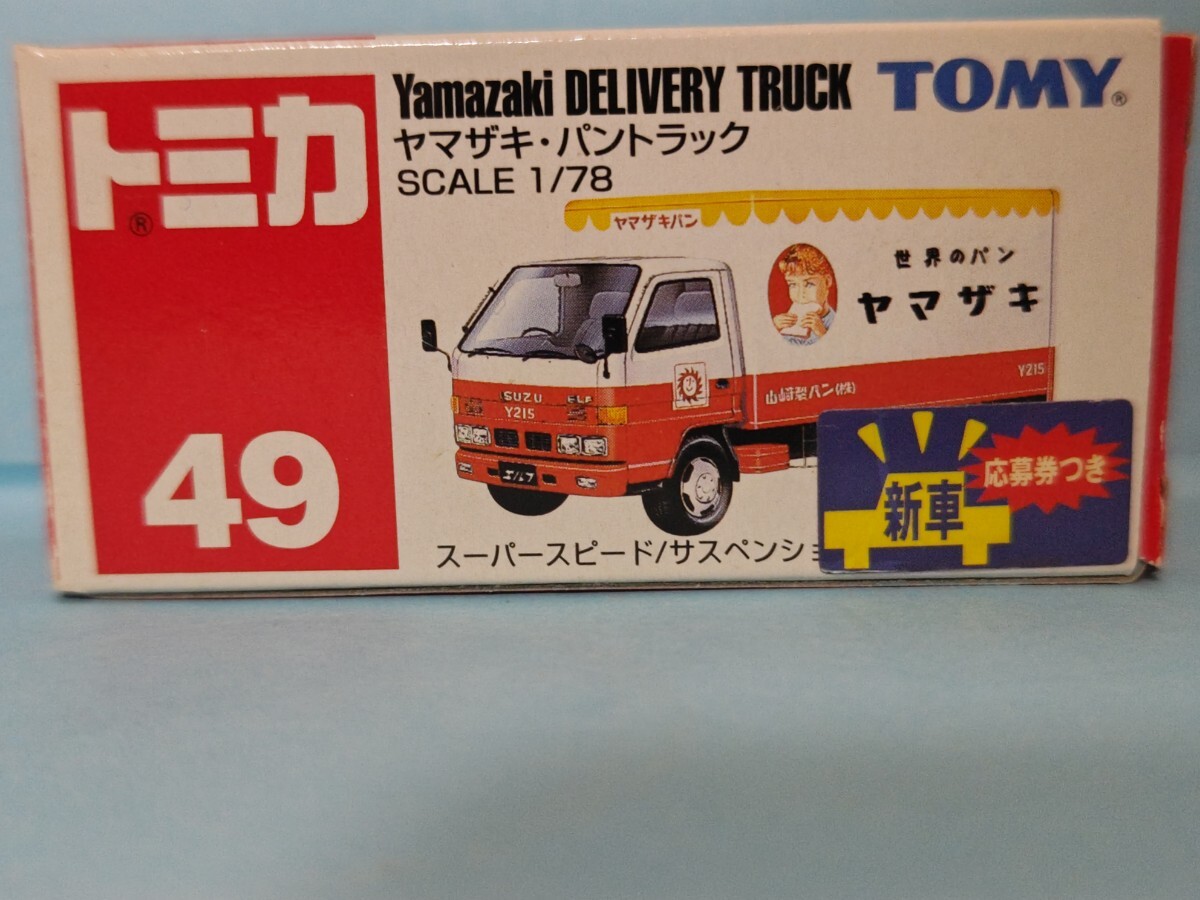 トミカ®
49
Yamazaki DELIVERY TRUCK
TOMY®
ヤマザキ・パントラック
SCALE 1/78
ヤマザキパン
世界のパン
ヤマザキ
SUZU ELF
Y215
山崎製パン(株)
Y215
エルフ
スーパースピード/サスペンショ
新車
応募券つき